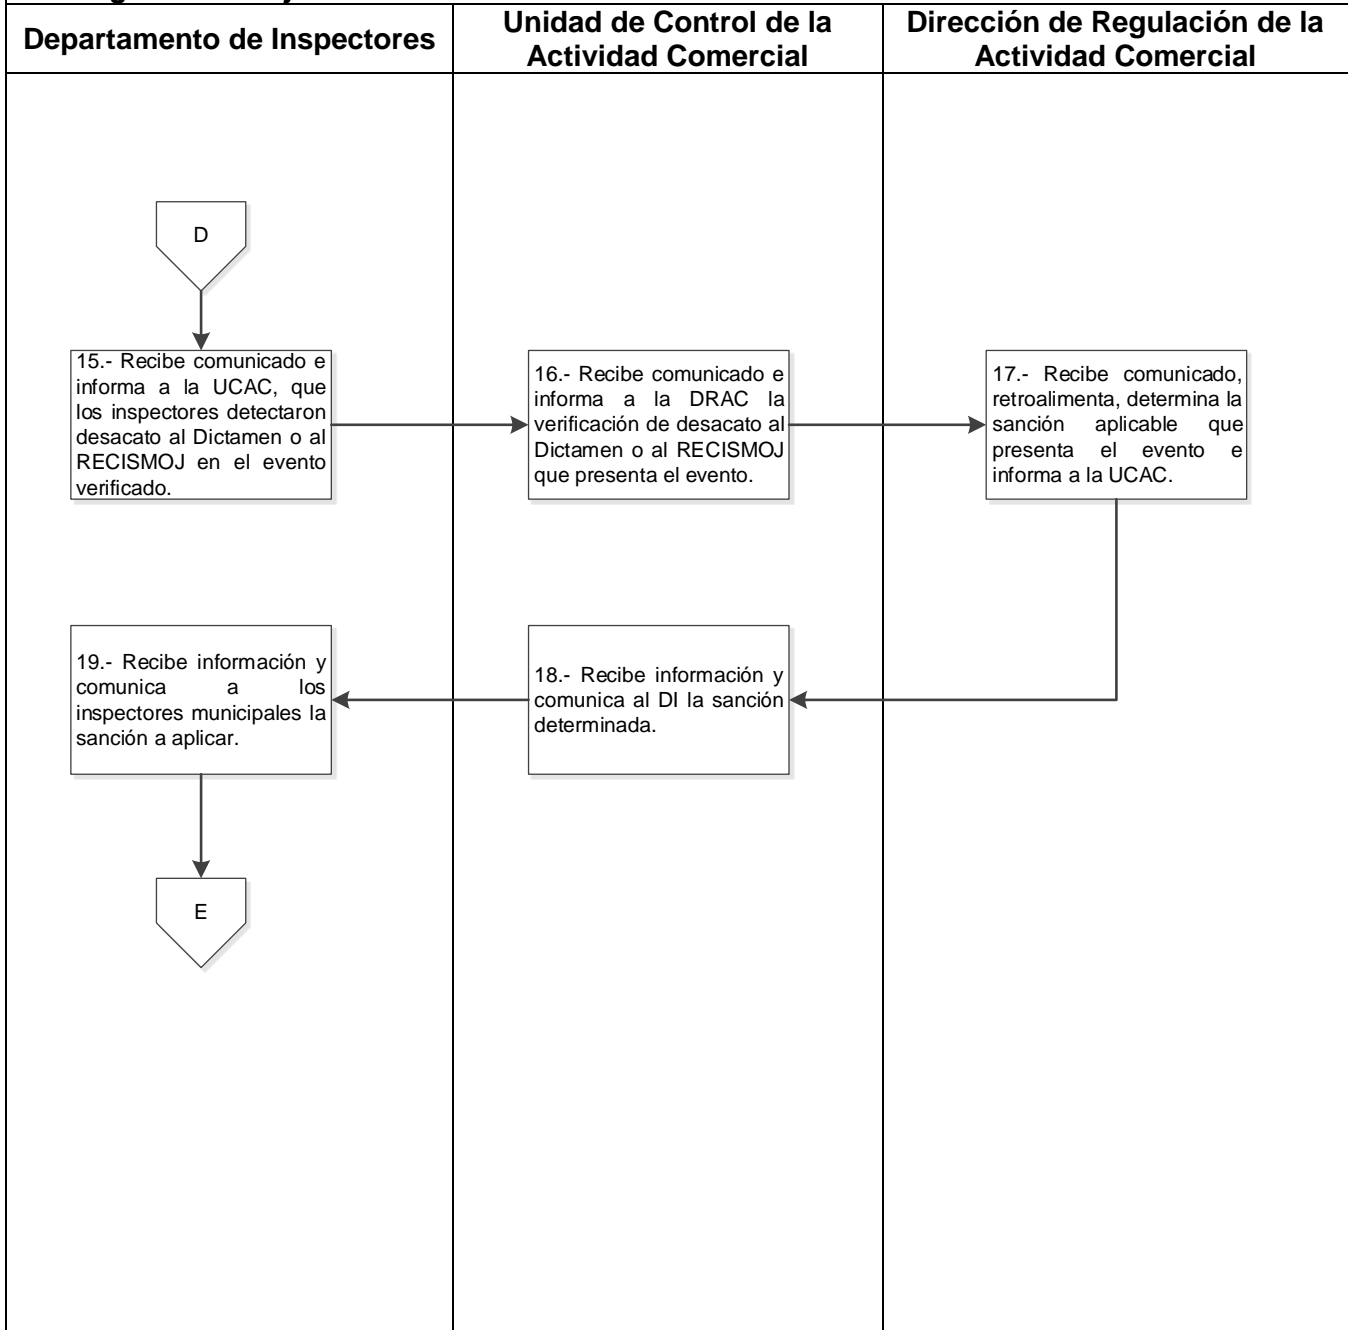 Departamento de Inspectores
Unidad de Control de la
Actividad Comercial
Dirección de Regulación de la
Actividad Comercial
D
15.- Recibe comunicado e
informa a la UCAC, que
los inspectores detectaron
desacato al Dictamen o al
RECISMOJ en el evento
verificado.
16.- Recibe comunicado e
informa a la DRAC la
verificación de desacato al
Dictamen o al RECISMOJ
que presenta el evento.
17.- Recibe comunicado,
retroalimenta, determina la
sanción aplicable que
presenta el evento e
informa a la UCAC.
19.- Recibe información y
comunica a los
inspectores municipales la
sanción a aplicar.
18.- Recibe información y
comunica al DI la sanción
determinada.
E